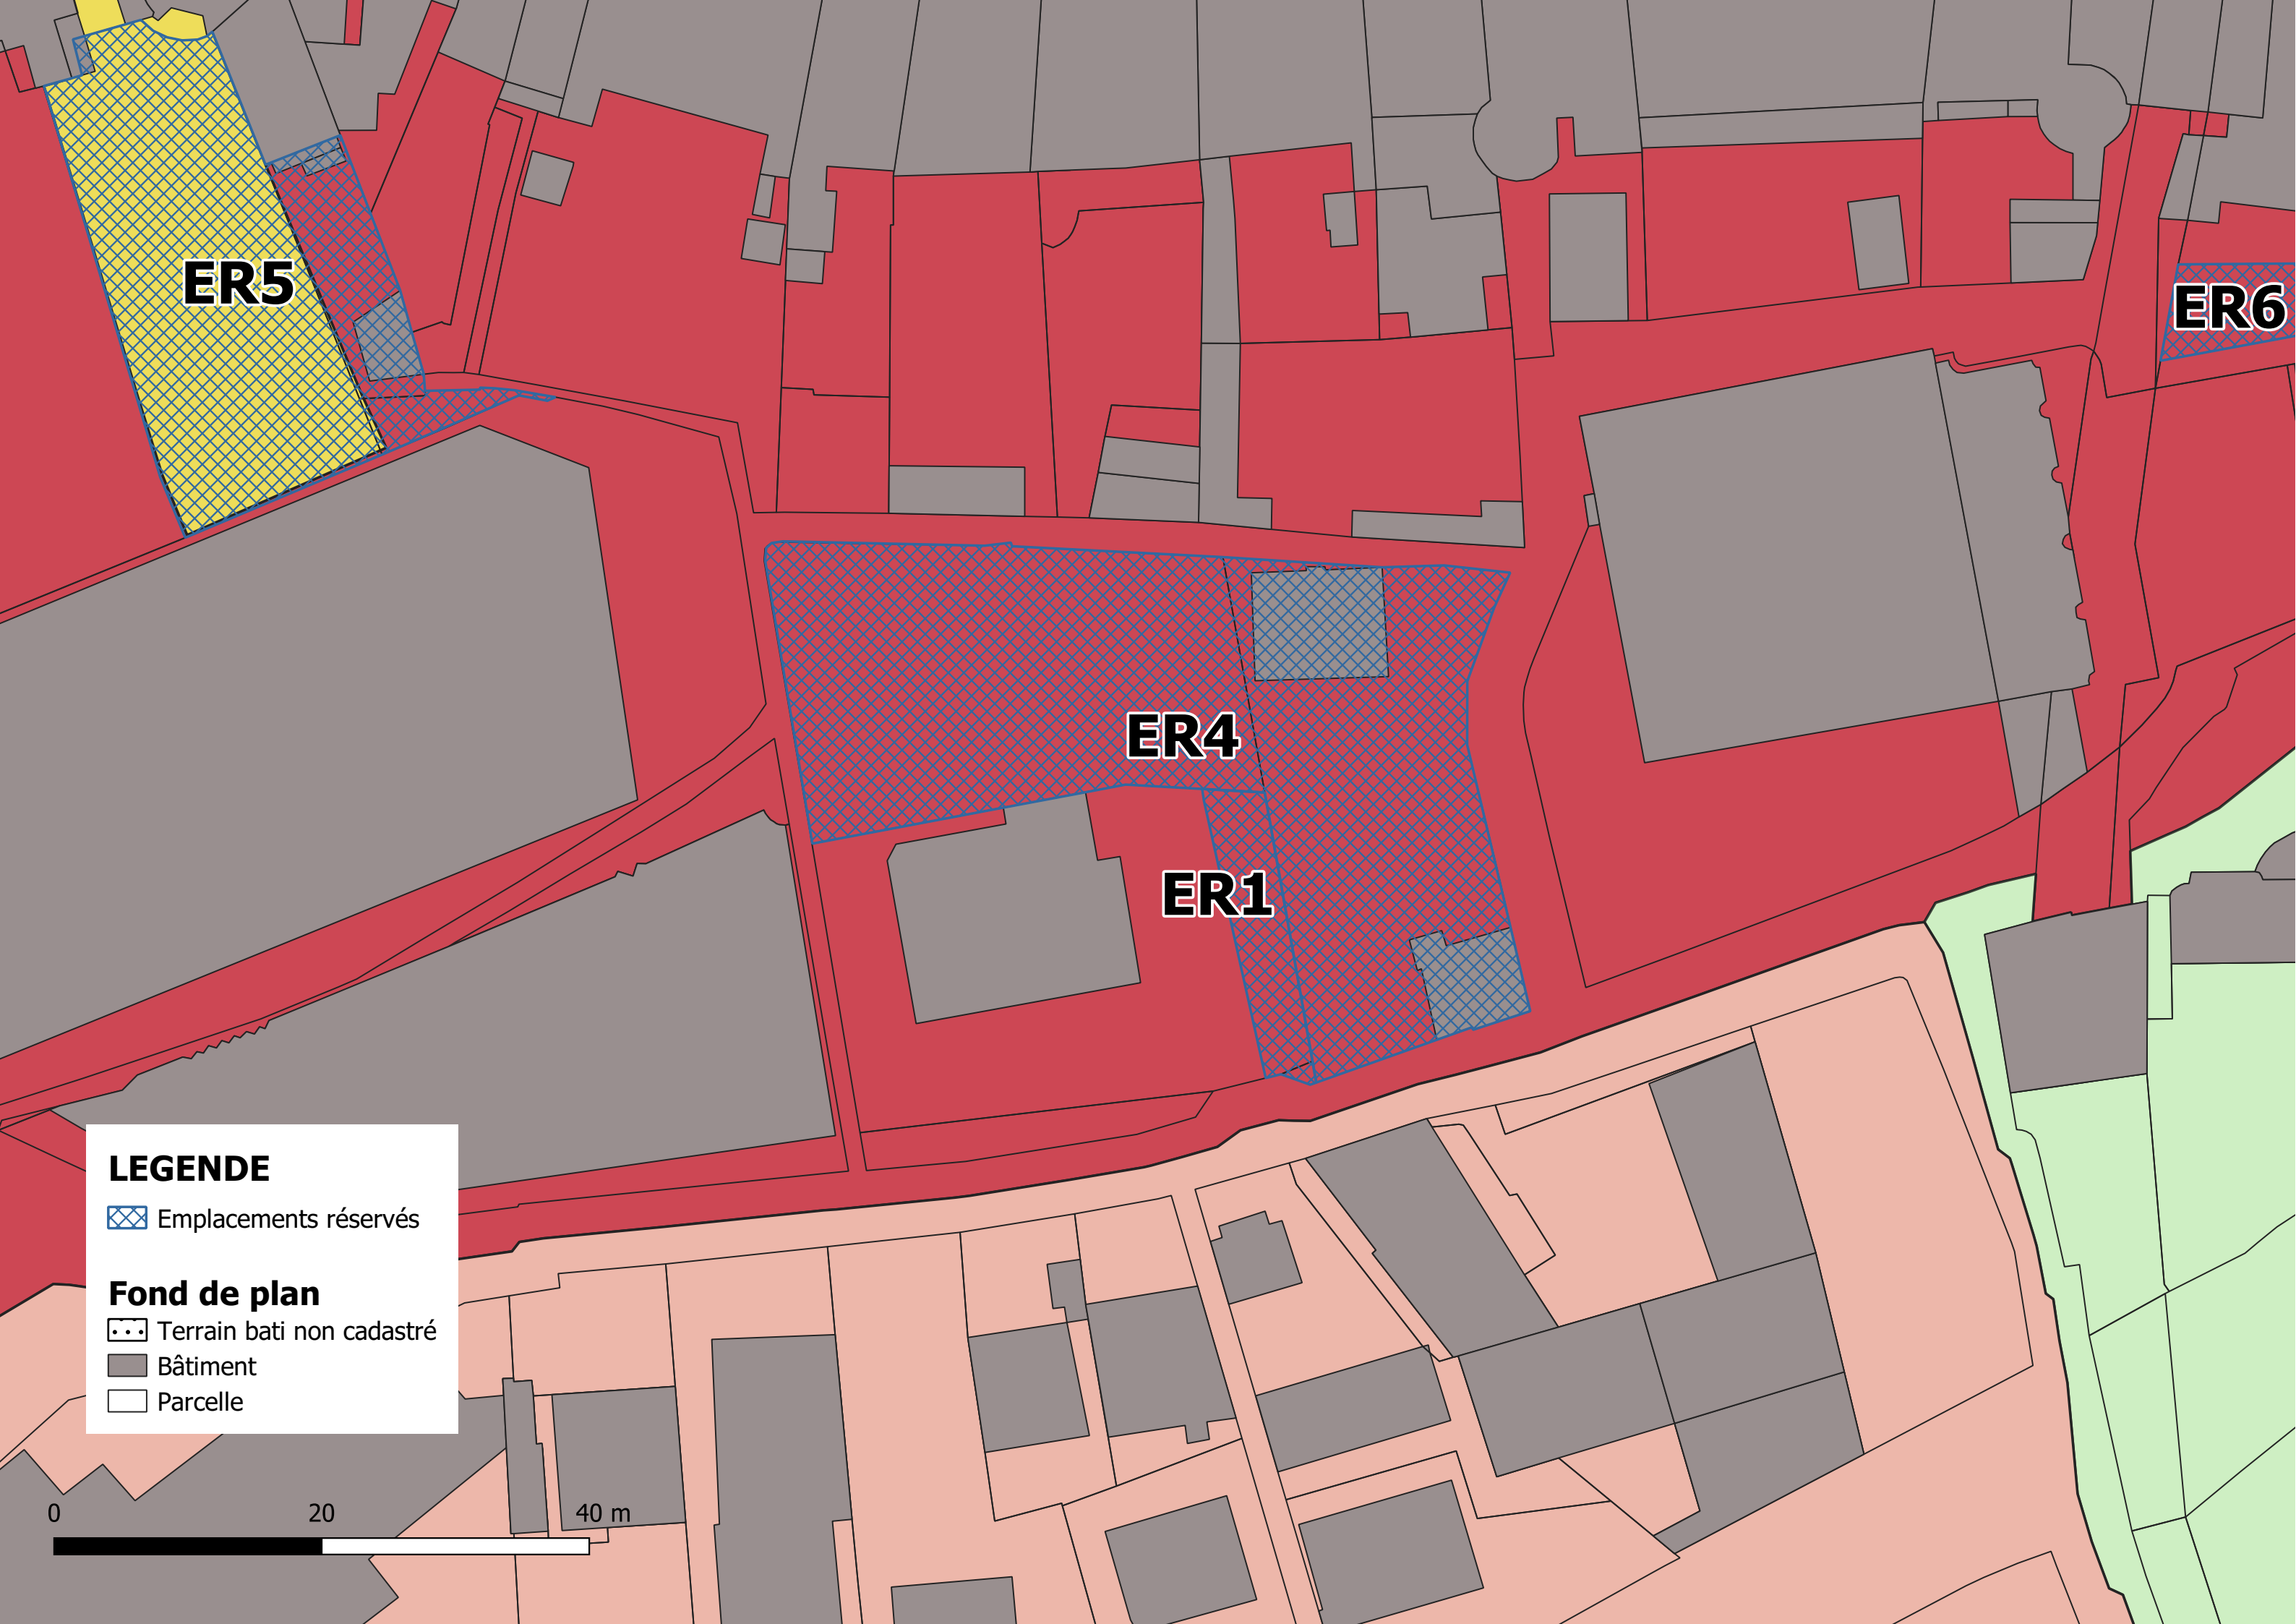 ER5
ER6
ER4
ER1
LEGENDE
Emplacements réservés
Fond de plan
Terrain bati non cadastré
Bâtiment
Parcelle
0 20 40 m